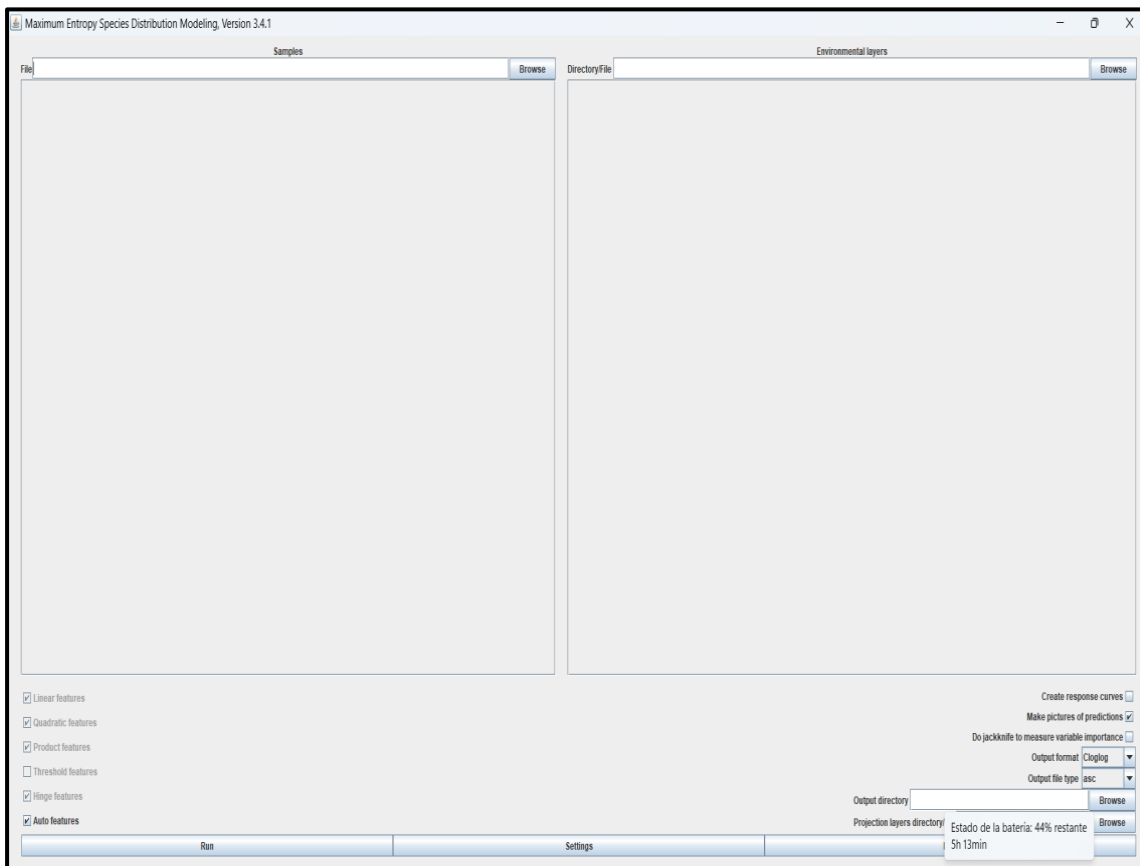 Maximum Entropy Species Distribution Modeling, Version 3.4.1
Samples
File
Browse
Environmental layers
Directory/File
Browse
Linear features
Quadratic features
Product features
Threshold features
Hinge features
Auto features
Create response curves
Make pictures of predictions
Do jackknife to measure variable importance
Output format Cloglog
Output file type asc
Output directory Browse
Projection layers directory/ Browse
Estado de la batería: 44% restante
5h 13min
Run Settings